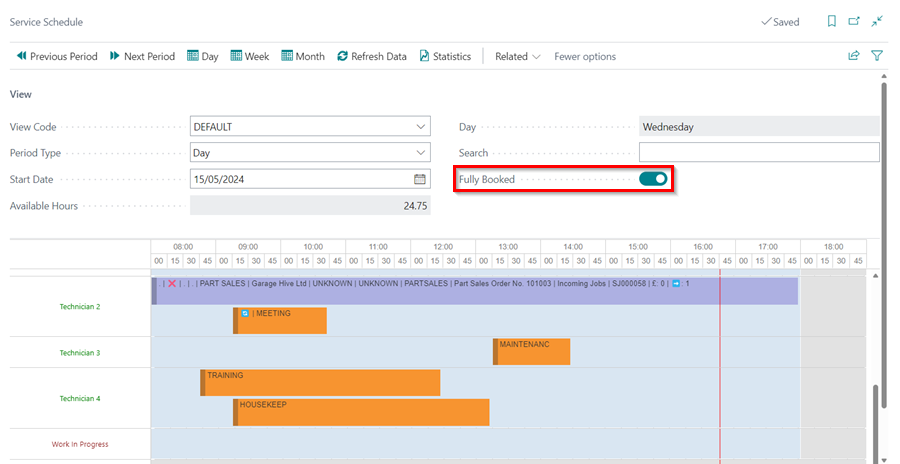 Service Schedule
Saved
Previous Period Next Period Day Week Month Refresh Data Statistics Related Fewer options
View
View Code DEFAULT Day Wednesday
Period Type Day Search
Start Date 15/05/2024 Fully Booked
Available Hours 24.75
08:00 09:00 10:00 11:00 12:00 13:00 14:00 15:00 16:00 17:00 18:00
00 15 30 45 00 15 30 45 00 15 30 45 00 15 30 45 00 15 30 45 00 15 30 45 00 15 30 45 00 15 30 45 00 15 30 45 00 15 30 45 00 15 30 45
. | ❌ | . | . | PART SALES | Garage Hive Ltd | UNKNOWN | UNKNOWN | PARTSALES | Part Sales Order No. 101003 | Incoming Jobs | SJ000058 | £: 0 | ➡: 1
Technician 2
| MEETING
Technician 3 MAINTENANC
TRAINING
Technician 4
HOUSEKEEP
Work In Progress